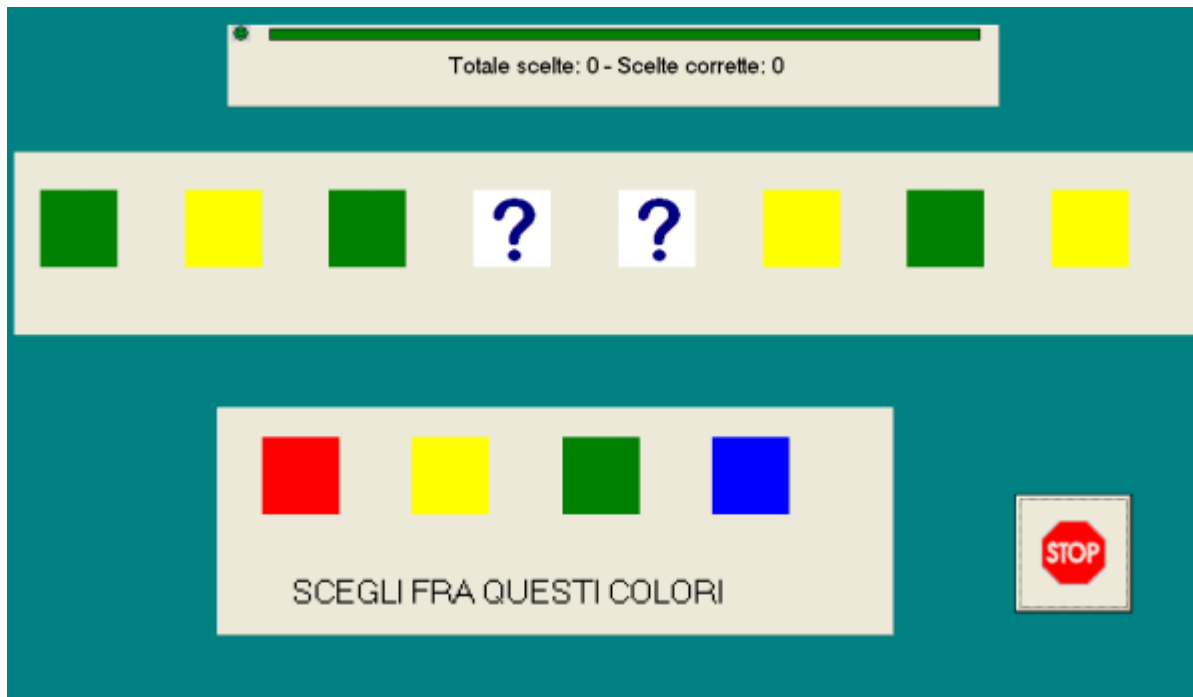 Totale scelte: 0 - Scelte corrette: 0
? ?
SCEGLI FRA QUESTI COLORI
STOP